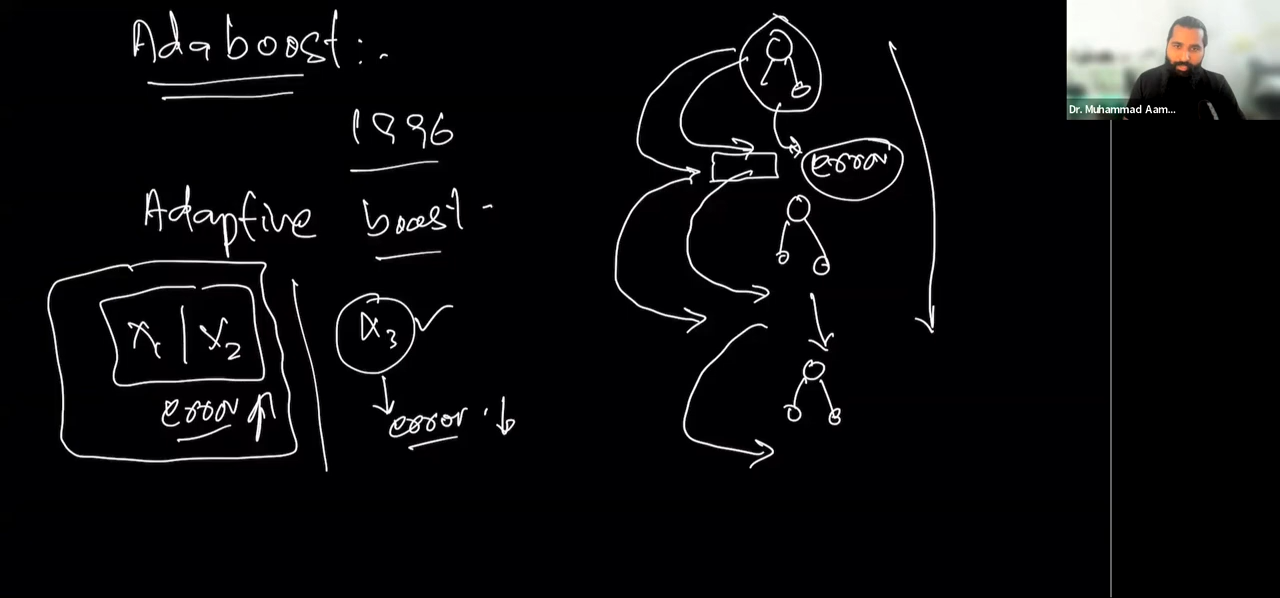 Adaboost:.
1996
Adaptive boost -
x1 | x2
error ↑
x3 ✓
error ↓
error
Dr. Muhammad Aam...